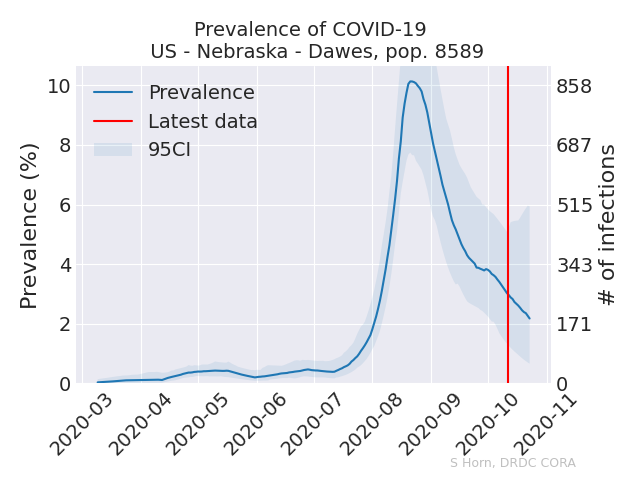 Prevalence of COVID-19
US - Nebraska - Dawes, pop. 8589
Prevalence
Latest data
95CI
Prevalence (%)
10
8
6
4
2
0
858
687
515
343
171
0
# of infections
2020-03
2020-04
2020-05
2020-06
2020-07
2020-08
2020-09
2020-10
2020-11
S Horn, DRDC CORA